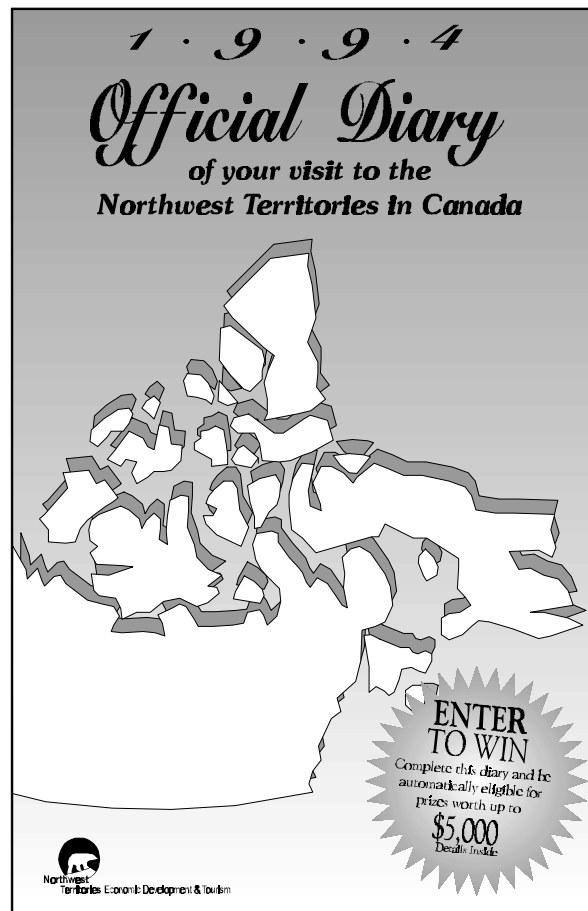 1 · 9 · 9 · 4
Official Diary
of your visit to the
Northwest Territories in Canada
ENTER
TO WIN
Complete this diary and be
automatically eligible for
prizes worth up to
$5,000
Details Inside
Northwest
Territories Economic Development & Tourism